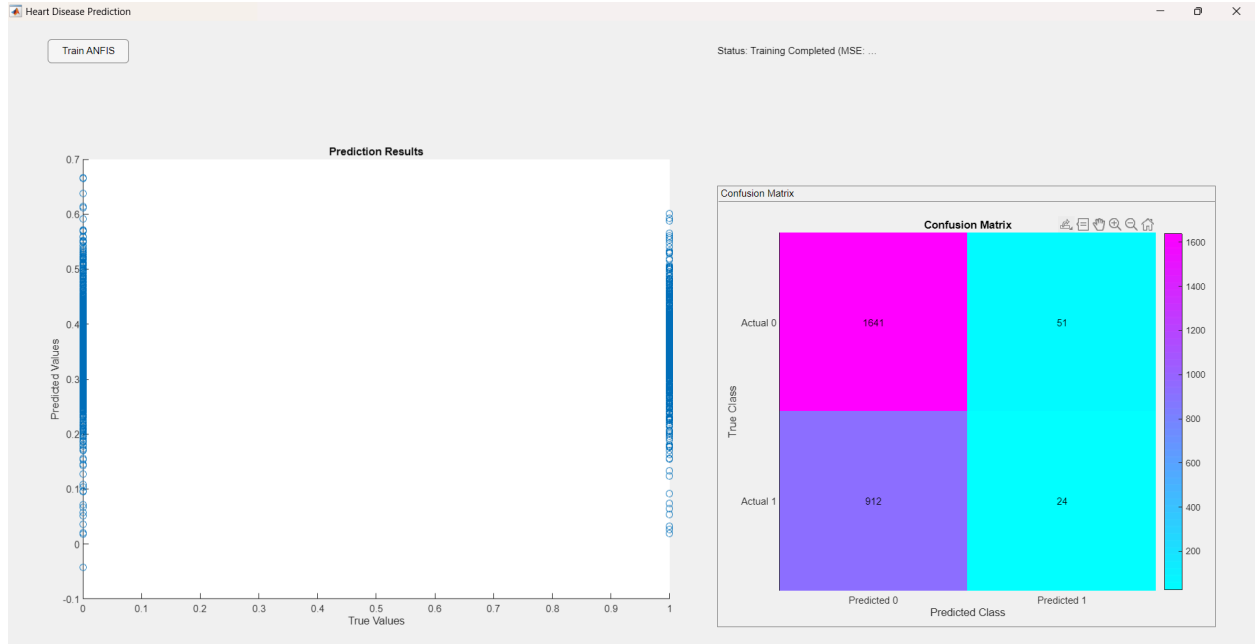 Heart Disease Prediction
Train ANFIS
Status: Training Completed (MSE: ...
Prediction Results
0.7
0.6
0.5
0.4
0.3
0.2
0.1
0
-0.1
Predicted Values
0 0.1 0.2 0.3 0.4 0.5 0.6 0.7 0.8 0.9 1
True Values
Confusion Matrix
Confusion Matrix
Actual 0
1641 51
Actual 1
912 24
True Class
Predicted 0 Predicted 1
Predicted Class
1600
1400
1200
1000
800
600
400
200